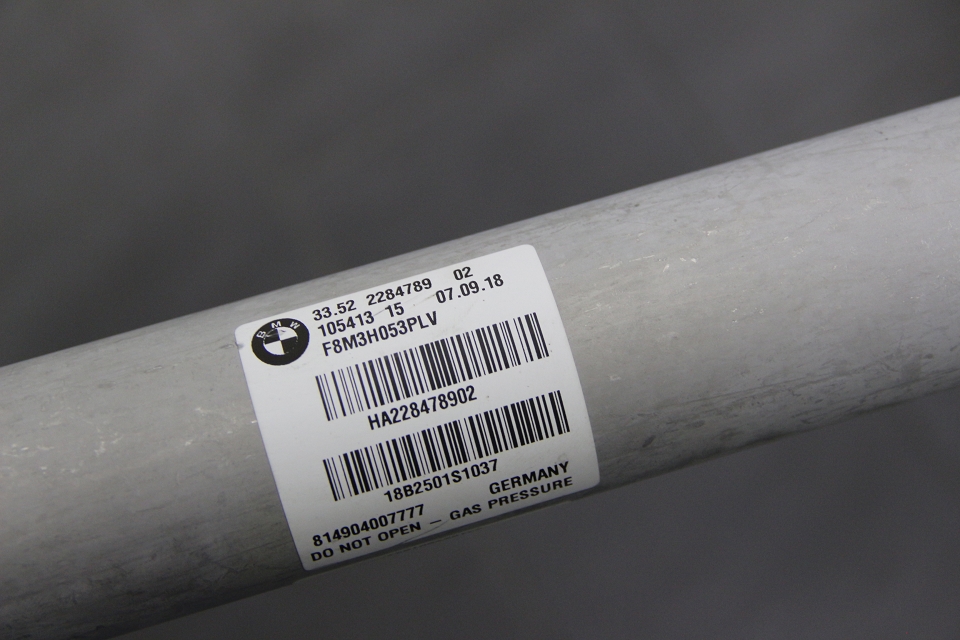 BMW
33.52 2284789 02
105413 15 07.09.18
F8M3H053PLV
HA228478902
18B2501S1037
814904007777 GERMANY
DO NOT OPEN – GAS PRESSURE